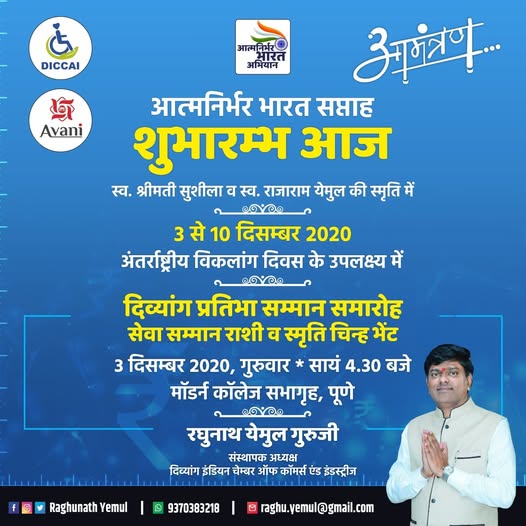 DICCAI
आत्मनिर्भर
भारत
अभियान
आमंत्रण...
Avani
आत्मनिर्भर भारत सप्ताह
शुभारम्भ आज
स्व. श्रीमती सुशीला व स्व. राजाराम येमुल की स्मृति में
3 से 10 दिसम्बर 2020
अंतर्राष्ट्रीय विकलांग दिवस के उपलक्ष्य में
दिव्यांग प्रतिभा सम्मान समारोह
सेवा सम्मान राशी व स्मृति चिन्ह भेंट
3 दिसम्बर 2020, गुरुवार * सायं 4.30 बजे
मॉडर्न कॉलेज सभागृह, पूणे
रघुनाथ येमुल गुरुजी
संस्थापक अध्यक्ष
दिव्यांग इंडियन चेम्बर ऑफ कॉमर्स एंड इंडस्ट्रीज
Raghunath Yemul | 9370383218 | raghu.yemul@gmail.com